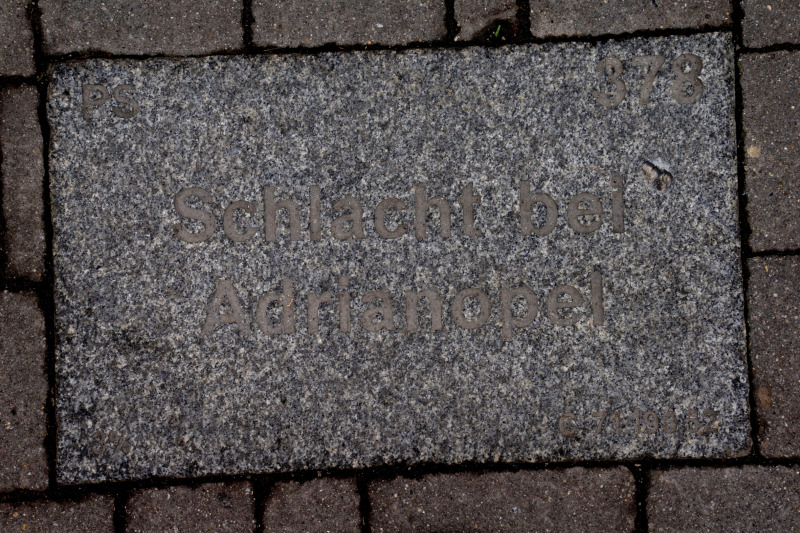 PS 378
Schlacht bei
Adrianopel